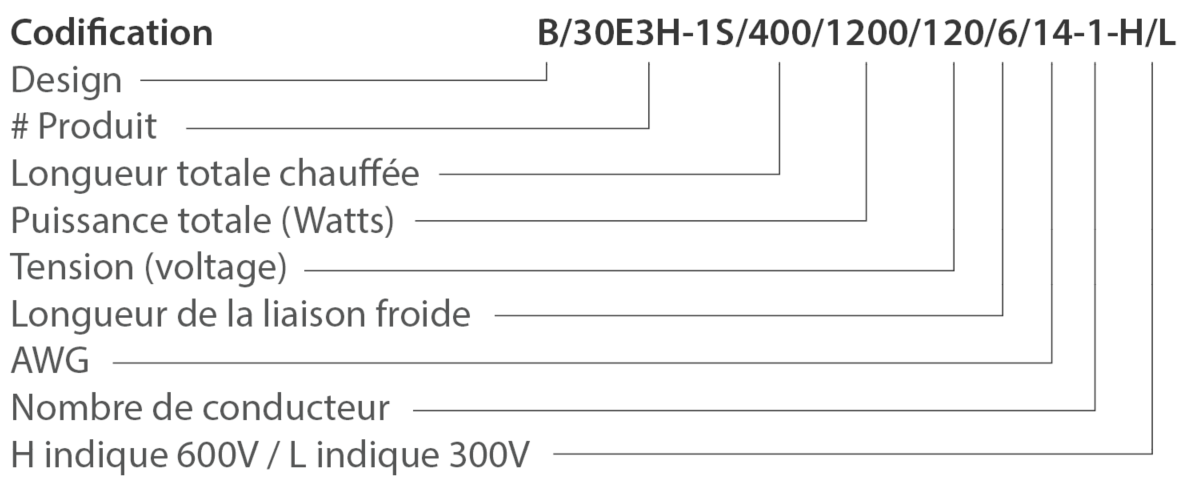 Codification B/30E3H-1S/400/1200/120/6/14-1-H/L
Design
# Produit
Longueur totale chauffée
Puissance totale (Watts)
Tension (voltage)
Longueur de la liaison froide
AWG
Nombre de conducteur
H indique 600V / L indique 300V